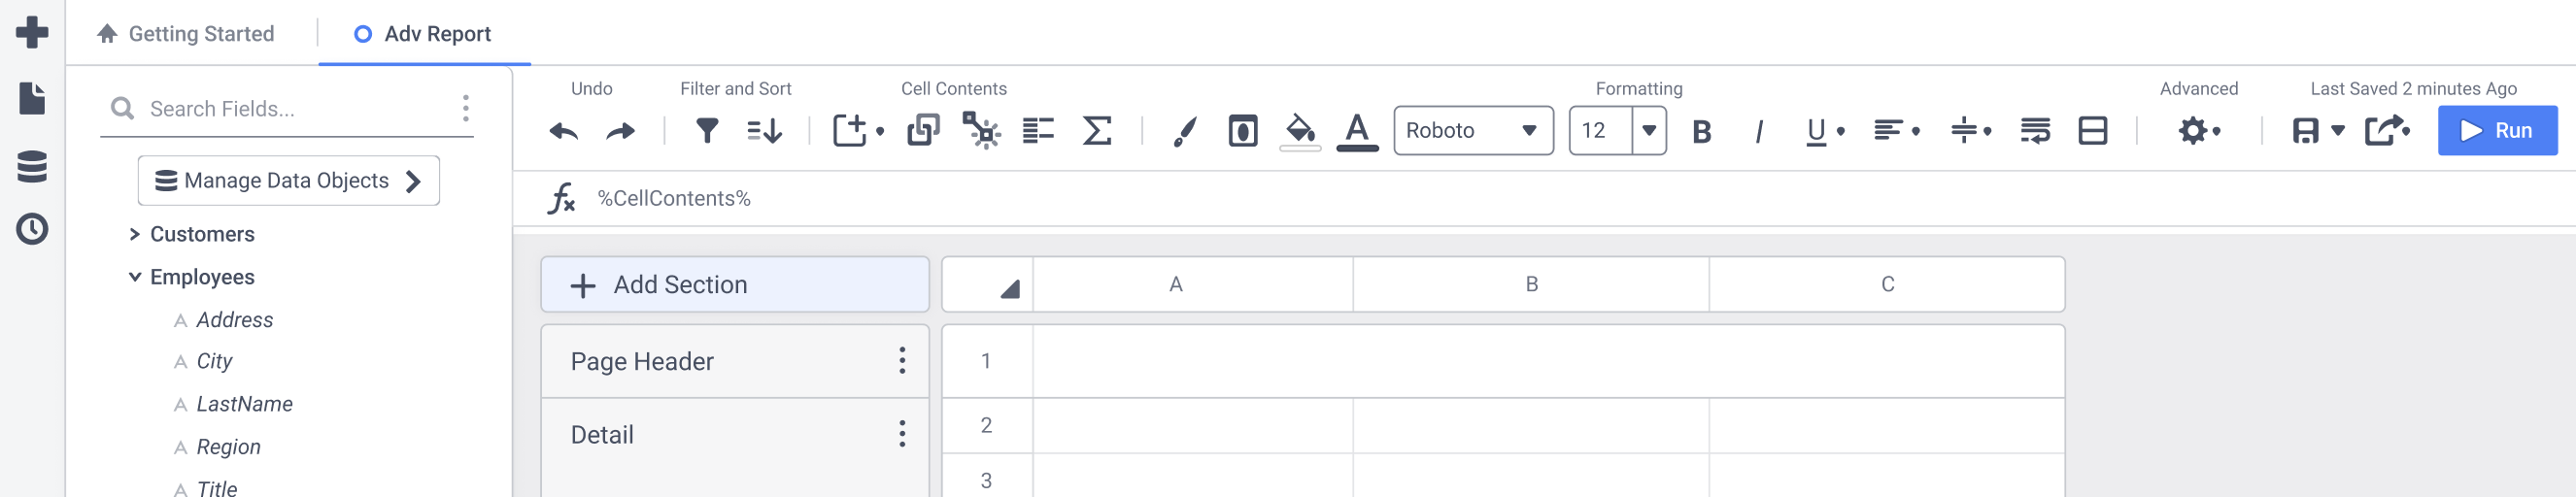 Getting Started
Adv Report
Search Fields...
Manage Data Objects
Customers
Employees
A Address
A City
A LastName
A Region
A Title
Undo
Filter and Sort
Cell Contents
Formatting
Advanced
Last Saved 2 minutes Ago
A
Roboto
12
B
I
U
Run
fx %CellContents%
+ Add Section
A B C
Page Header
1
Detail
2
3